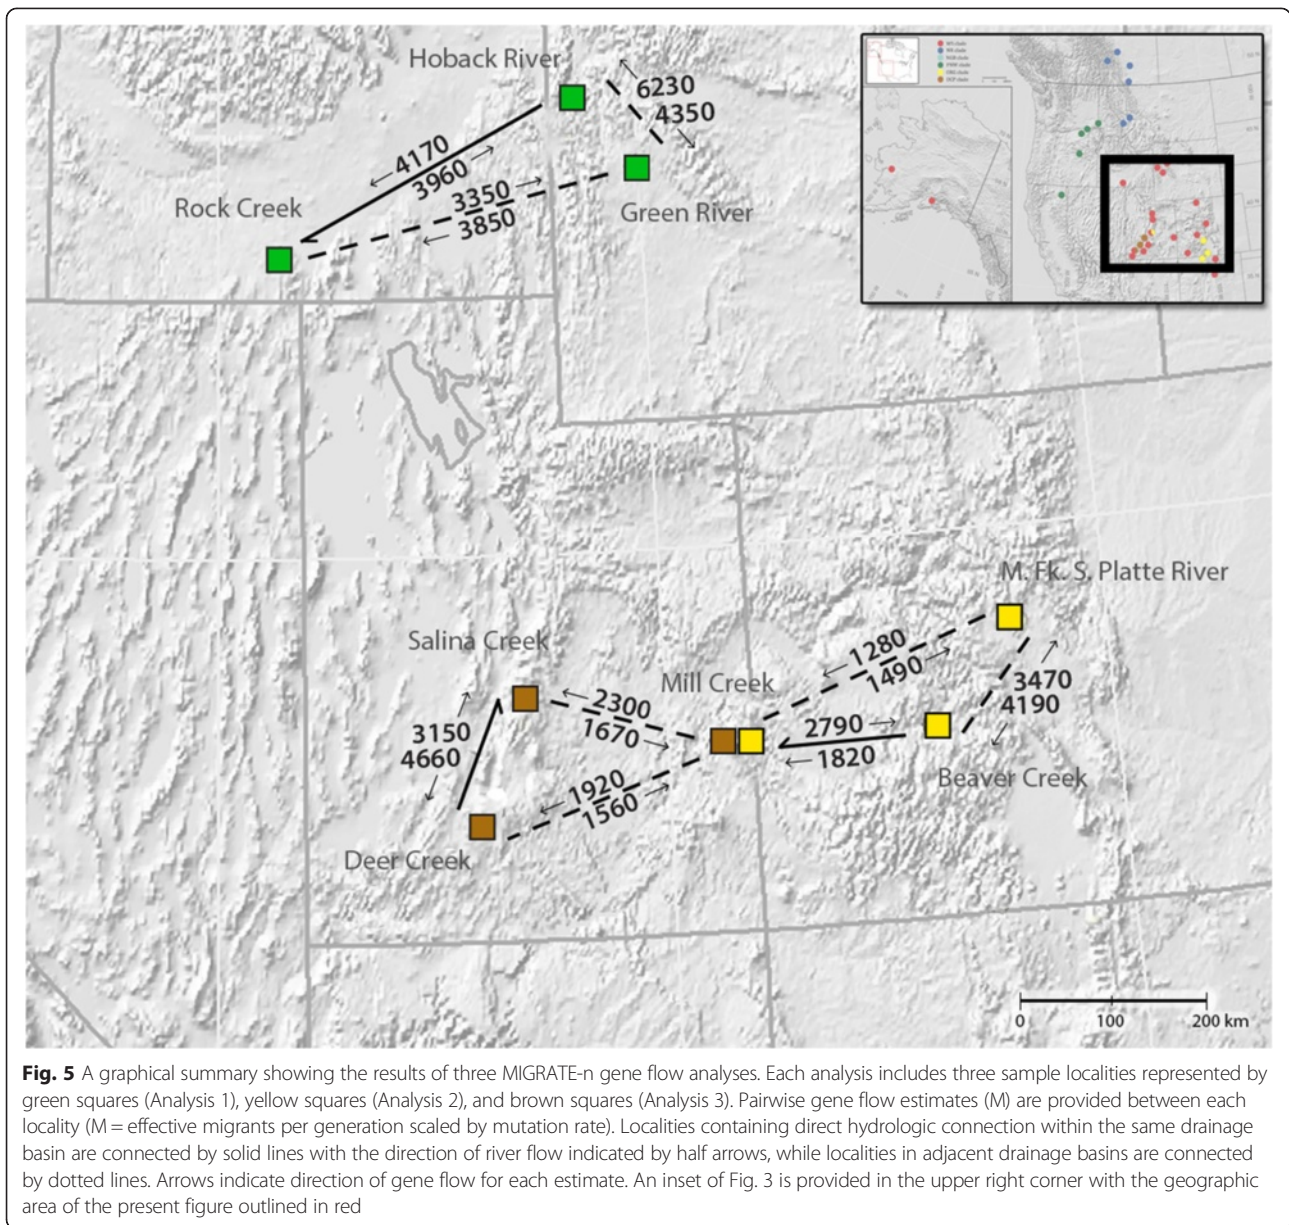 Hoback River
6230
4350
4170
3960
Rock Creek
3350
3850
Green River
M. Fk. S. Platte River
Salina Creek
1280
1490
Mill Creek
3470
4190
2300
1670
2790
1820
3150
4660
Beaver Creek
1920
1560
Deer Creek
0 100 200 km
Fig. 5 A graphical summary showing the results of three MIGRATE-n gene flow analyses. Each analysis includes three sample localities represented by
green squares (Analysis 1), yellow squares (Analysis 2), and brown squares (Analysis 3). Pairwise gene flow estimates (M) are provided between each
locality (M = effective migrants per generation scaled by mutation rate). Localities containing direct hydrologic connection within the same drainage
basin are connected by solid lines with the direction of river flow indicated by half arrows, while localities in adjacent drainage basins are connected
by dotted lines. Arrows indicate direction of gene flow for each estimate. An inset of Fig. 3 is provided in the upper right corner with the geographic
area of the present figure outlined in red